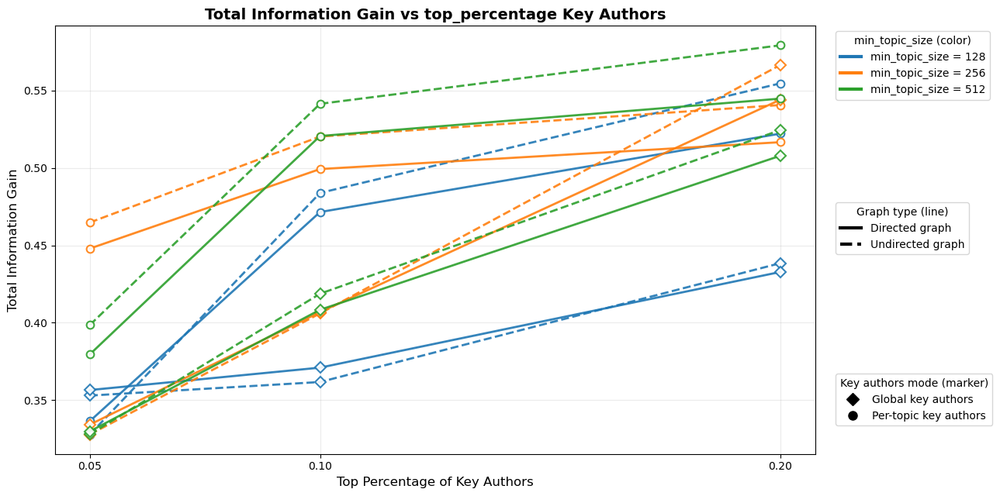 Total Information Gain vs top_percentage Key Authors
Total Information Gain
0.55
0.50
0.45
0.40
0.35
0.05
0.10
0.20
Top Percentage of Key Authors
min_topic_size (color)
min_topic_size = 128
min_topic_size = 256
min_topic_size = 512
Graph type (line)
Directed graph
Undirected graph
Key authors mode (marker)
Global key authors
Per-topic key authors